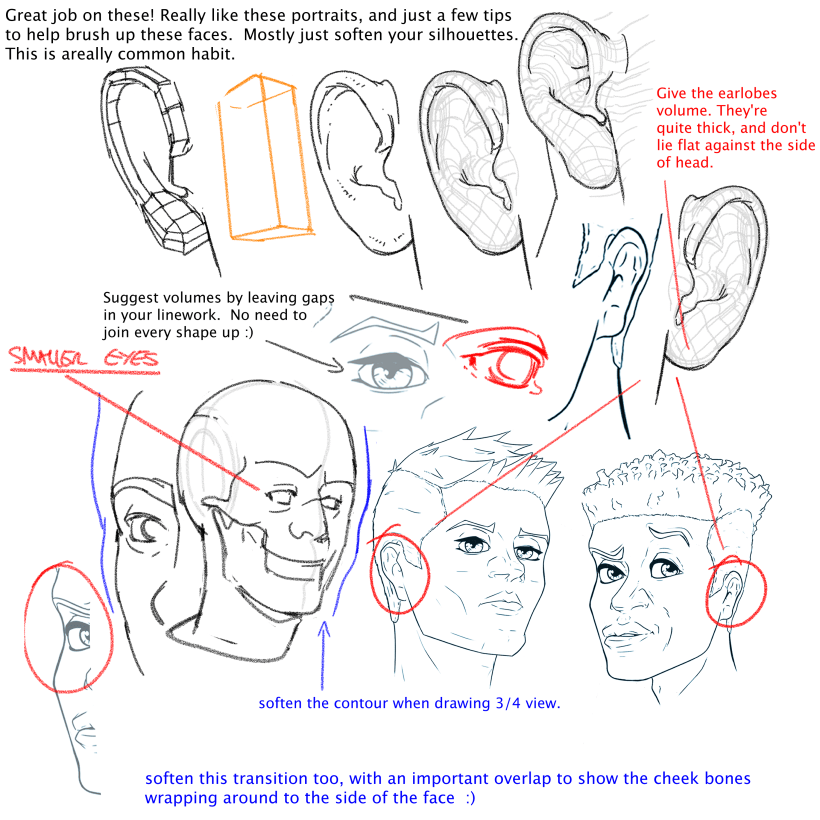 Great job on these! Really like these portraits, and just a few tips
to help brush up these faces.  Mostly just soften your silhouettes.
This is areally common habit.
Give the earlobes
volume. They're
quite thick, and don't
lie flat against the side
of head.
Suggest volumes by leaving gaps
in your linework.  No need to
join every shape up :)
SMALLER EYES
soften the contour when drawing 3/4 view.
soften this transition too, with an important overlap to show the cheek bones
wrapping around to the side of the face  :)